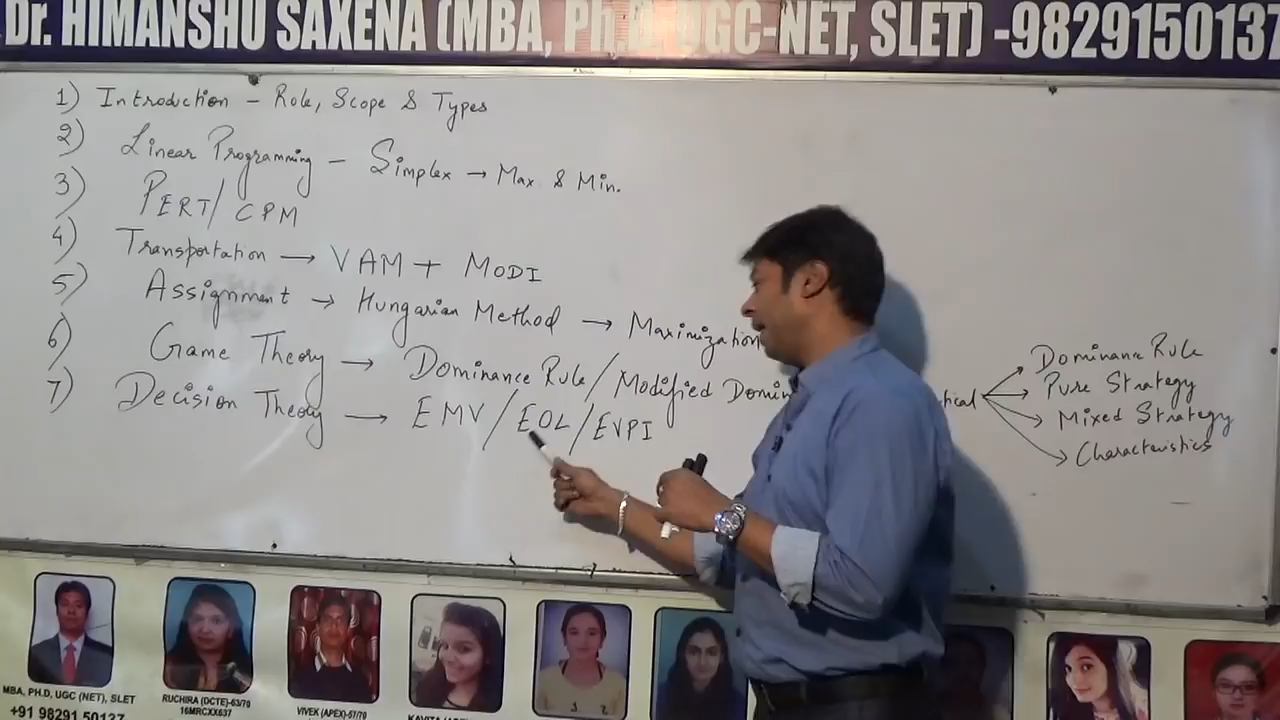 Dr. HIMANSHU SAXENA (MBA, Ph.D, UGC-NET, SLET) -9829150137
1) Introduction - Role, Scope & Types
2) Linear Programming - Simplex → Max & Min.
3) PERT/CPM
4) Transportation → VAM + MODI
5) Assignment → Hungarian Method → Maximization
6) Game Theory → Dominance Rule / Modified Domin
tical
Dominance Rule
Pure Strategy
Mixed Strategy
Characteristics
7) Decision Theory → EMV/EOL/EVPI
MBA, PH.D, UGC (NET), SLET
+91 98291 50137
RUCHIRA (DCTE)-63/70
16MRCXX637
VIVEK (APEX)-57/70